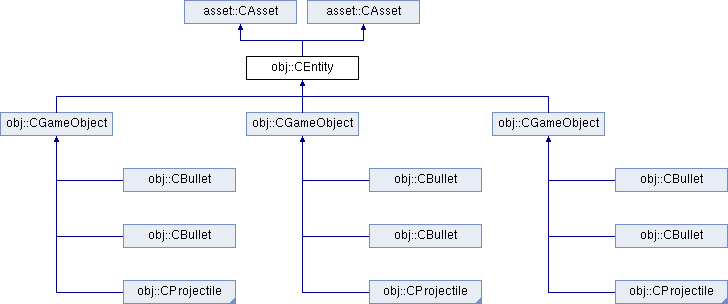 asset::CAsset asset::CAsset
obj::CEntity
obj::CGameObject obj::CGameObject obj::CGameObject
obj::CBullet obj::CBullet obj::CBullet
obj::CBullet obj::CBullet obj::CBullet
obj::CProjectile obj::CProjectile obj::CProjectile